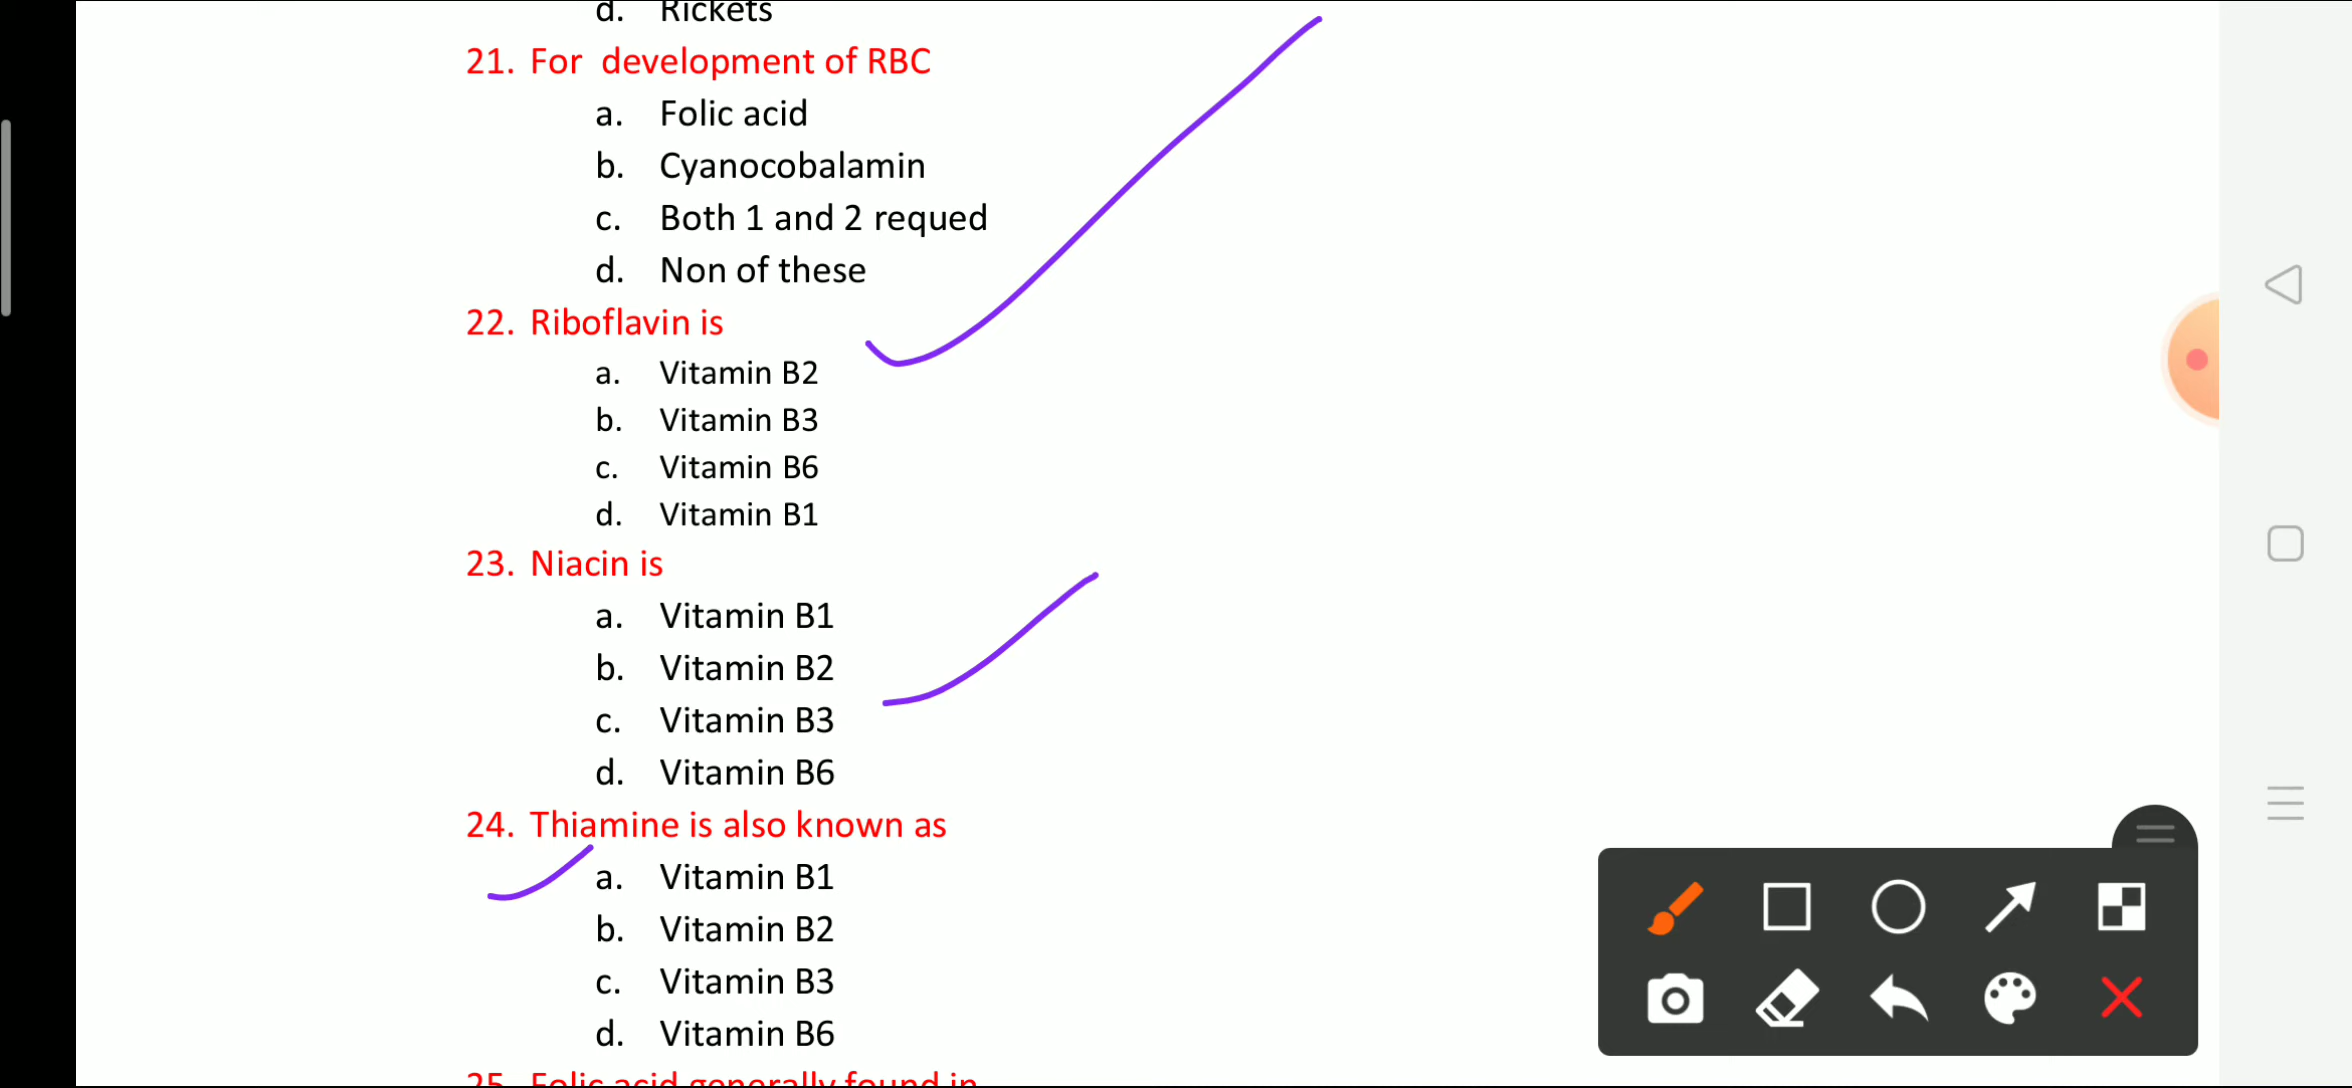 d. Rickets
21. For development of RBC
a. Folic acid
b. Cyanocobalamin
c. Both 1 and 2 requed
d. Non of these
22. Riboflavin is
a. Vitamin B2
b. Vitamin B3
c. Vitamin B6
d. Vitamin B1
23. Niacin is
a. Vitamin B1
b. Vitamin B2
c. Vitamin B3
d. Vitamin B6
24. Thiamine is also known as
a. Vitamin B1
b. Vitamin B2
c. Vitamin B3
d. Vitamin B6
25 Folic acid generally found in